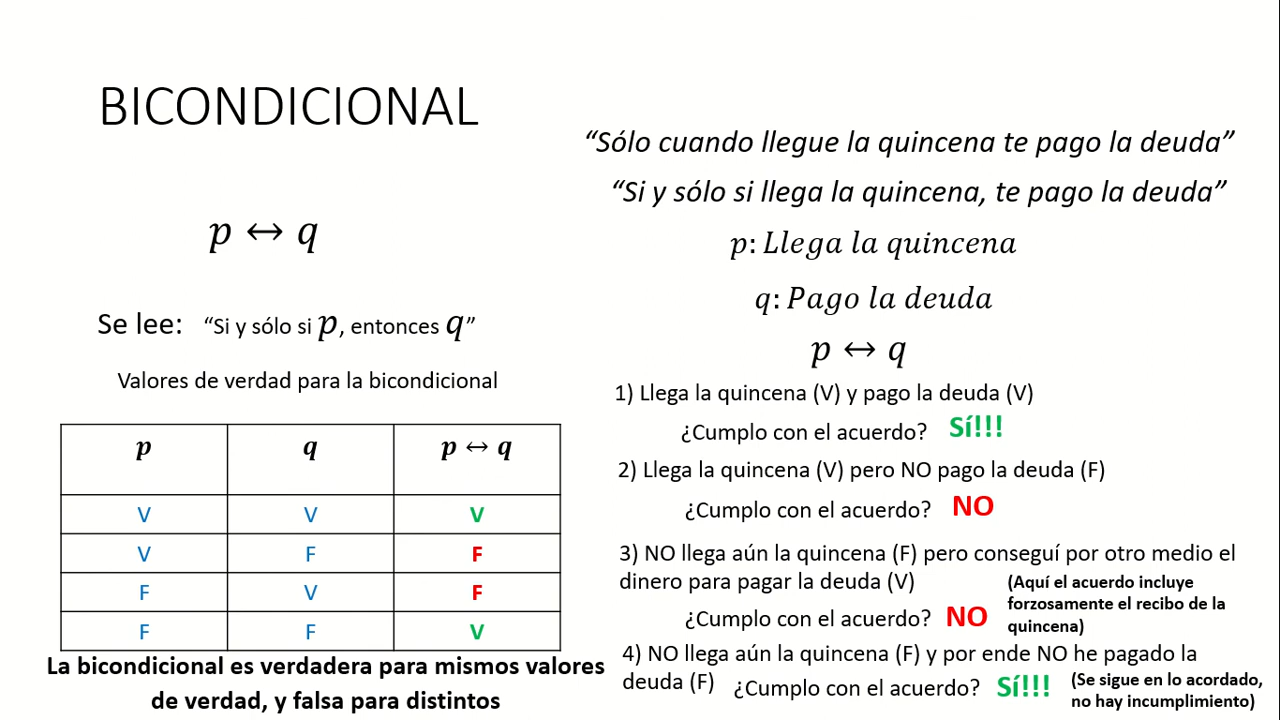 BICONDICIONAL
p ↔ q
Se lee: “Si y sólo si p, entonces q”
Valores de verdad para la bicondicional
p q p ↔ q
V V V
V F F
F V F
F F V
La bicondicional es verdadera para mismos valores
de verdad, y falsa para distintos
“Sólo cuando llegue la quincena te pago la deuda”
“Si y sólo si llega la quincena, te pago la deuda”
p: Llega la quincena
q: Pago la deuda
p ↔ q
1) Llega la quincena (V) y pago la deuda (V)
¿Cumplo con el acuerdo? Sí!!!
2) Llega la quincena (V) pero NO pago la deuda (F)
¿Cumplo con el acuerdo? NO
3) NO llega aún la quincena (F) pero conseguí por otro medio el
dinero para pagar la deuda (V)
¿Cumplo con el acuerdo? NO
(Aquí el acuerdo incluye
forzosamente el recibo de la
quincena)
4) NO llega aún la quincena (F) y por ende NO he pagado la
deuda (F)
¿Cumplo con el acuerdo? Sí!!!
(Se sigue en lo acordado,
no hay incumplimiento)